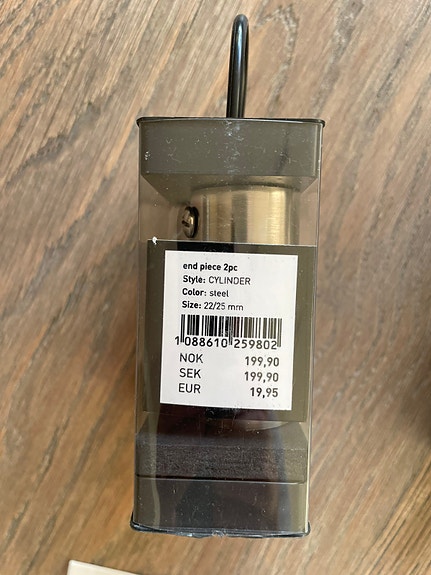 end piece 2pc
Style: CYLINDER
Color: steel
Size: 22/25 mm
1 088610 259802
NOK 199,90
SEK 199,90
EUR 19,95